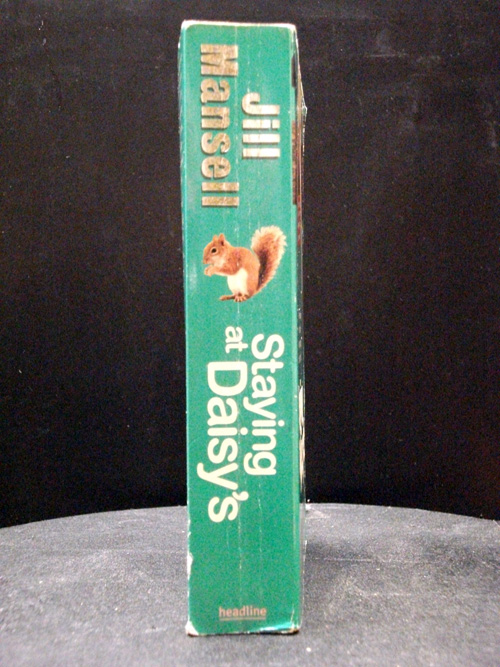 Jill
Mansell
Staying
at Daisy's
headline